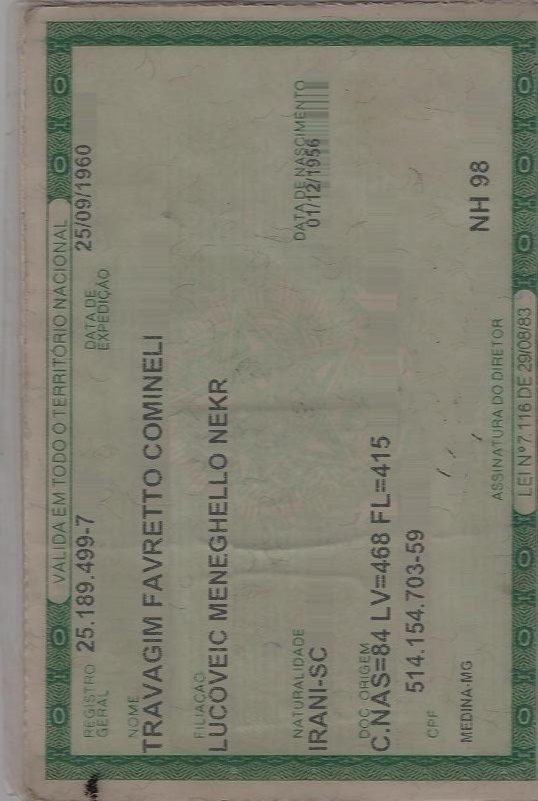 VÁLIDA EM TODO O TERRITÓRIO NACIONAL
REGISTRO GERAL 25.189.499-7 DATA DE EXPEDIÇÃO 25/09/1960
NOME
TRAVAGIM FAVRETTO COMINELI
FILIAÇÃO
LUCOVEIC MENEGHELLO NEKR
NATURALIDADE DATA DE NASCIMENTO
IRANI-SC 01/12/1956
DOC ORIGEM
C.NAS=84 LV=468 FL=415
514.154.703-59
CPF
MEDINA-MG NH 98
ASSINATURA DO DIRETOR
LEI Nº 7.116 DE 29/08/83